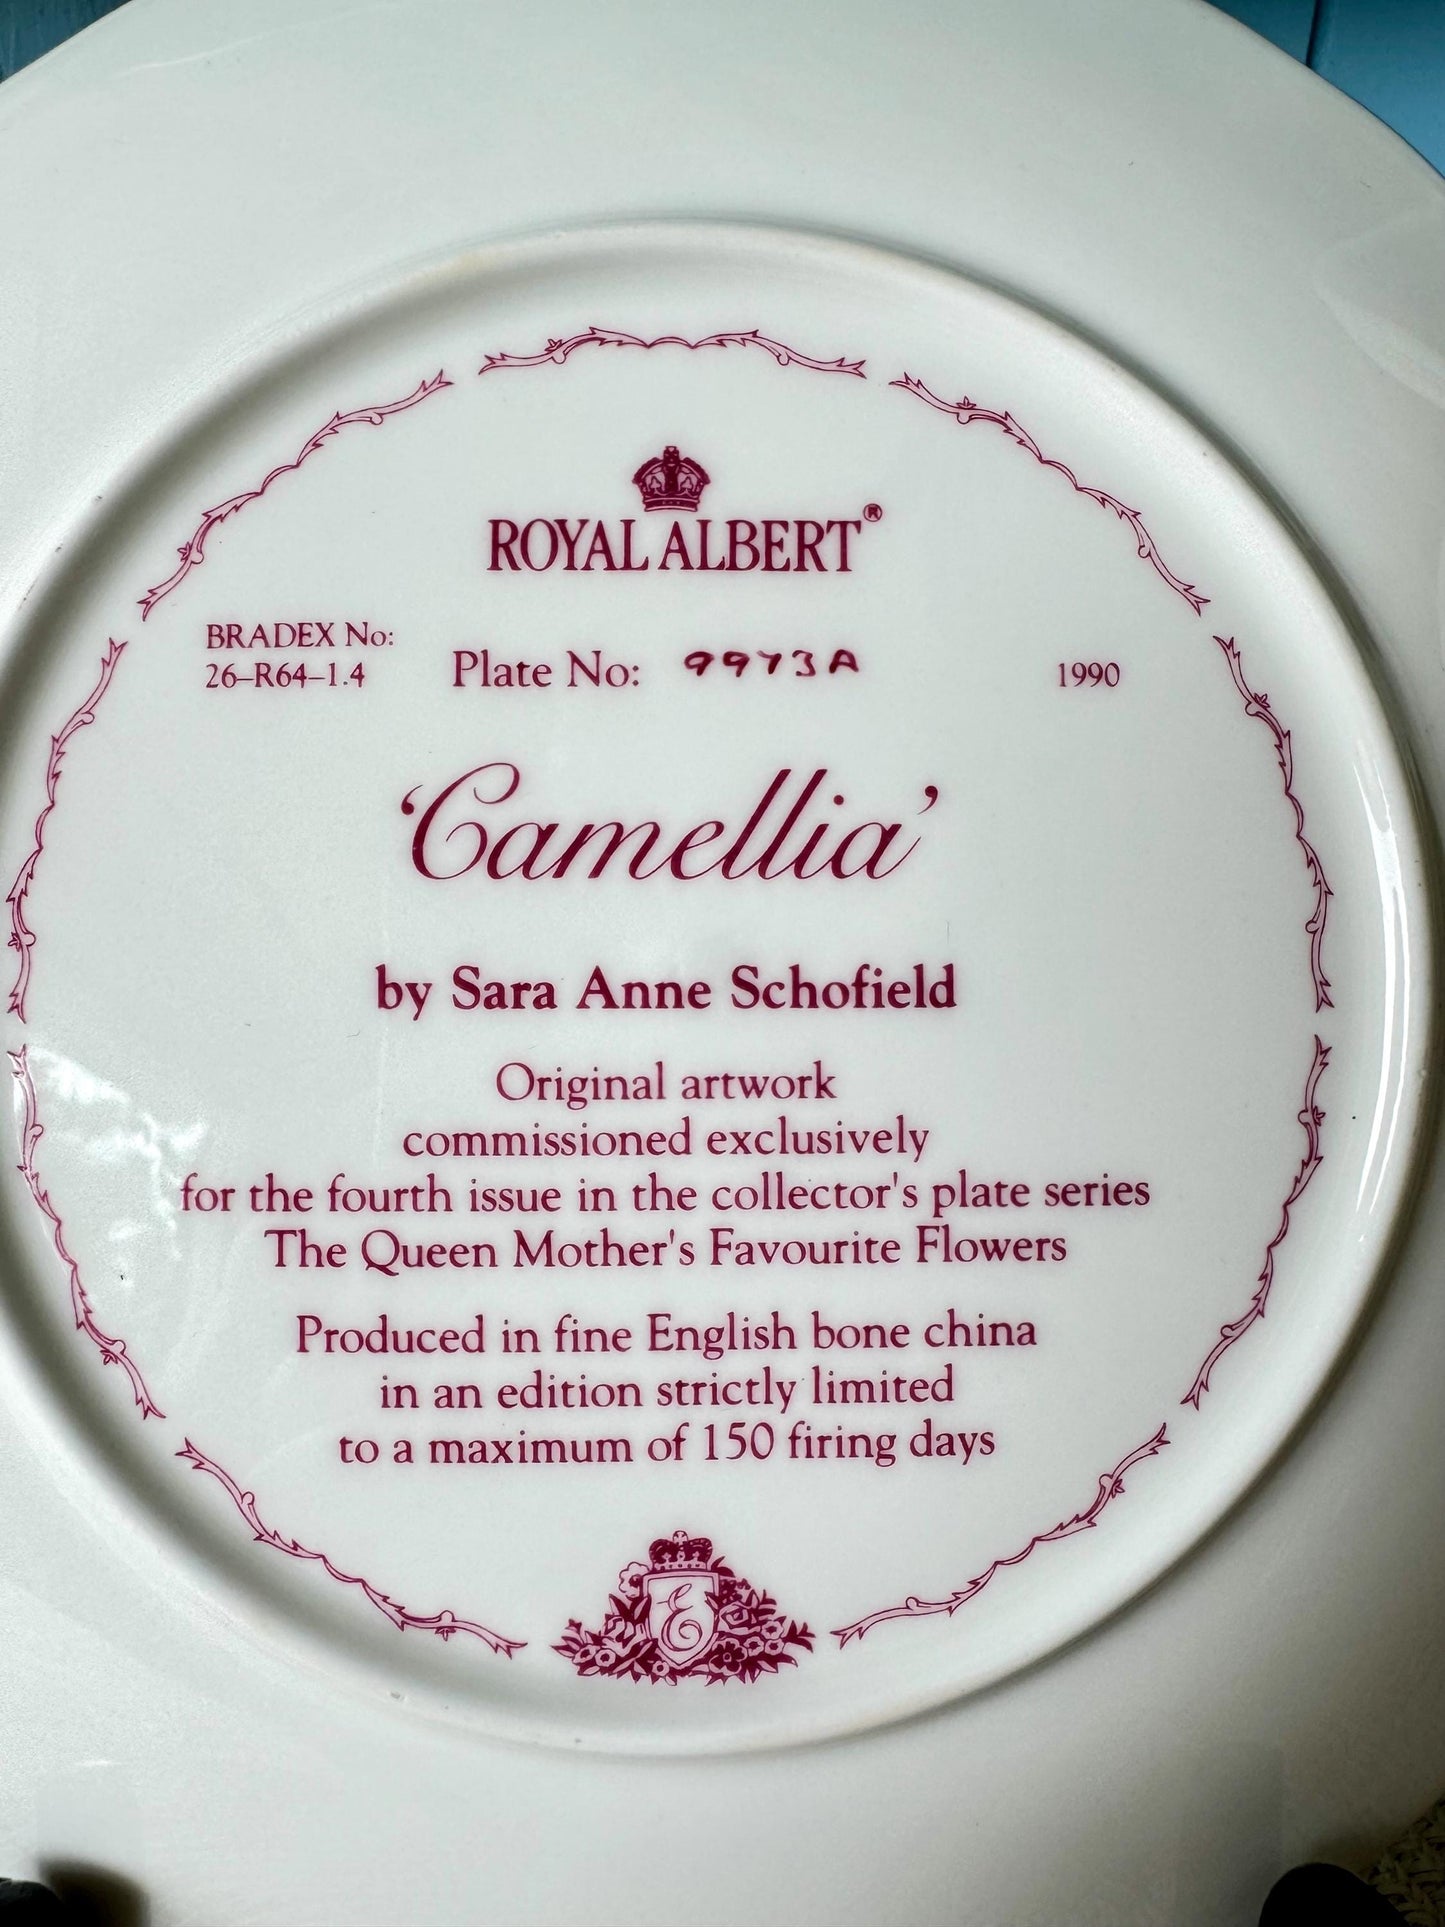 ROYAL ALBERT®
BRADEX No:
26–R64–1.4
Plate No: 9973A
1990
‘Camellia’
by Sara Anne Schofield
Original artwork
commissioned exclusively
for the fourth issue in the collector's plate series
The Queen Mother's Favourite Flowers
Produced in fine English bone china
in an edition strictly limited
to a maximum of 150 firing days
E